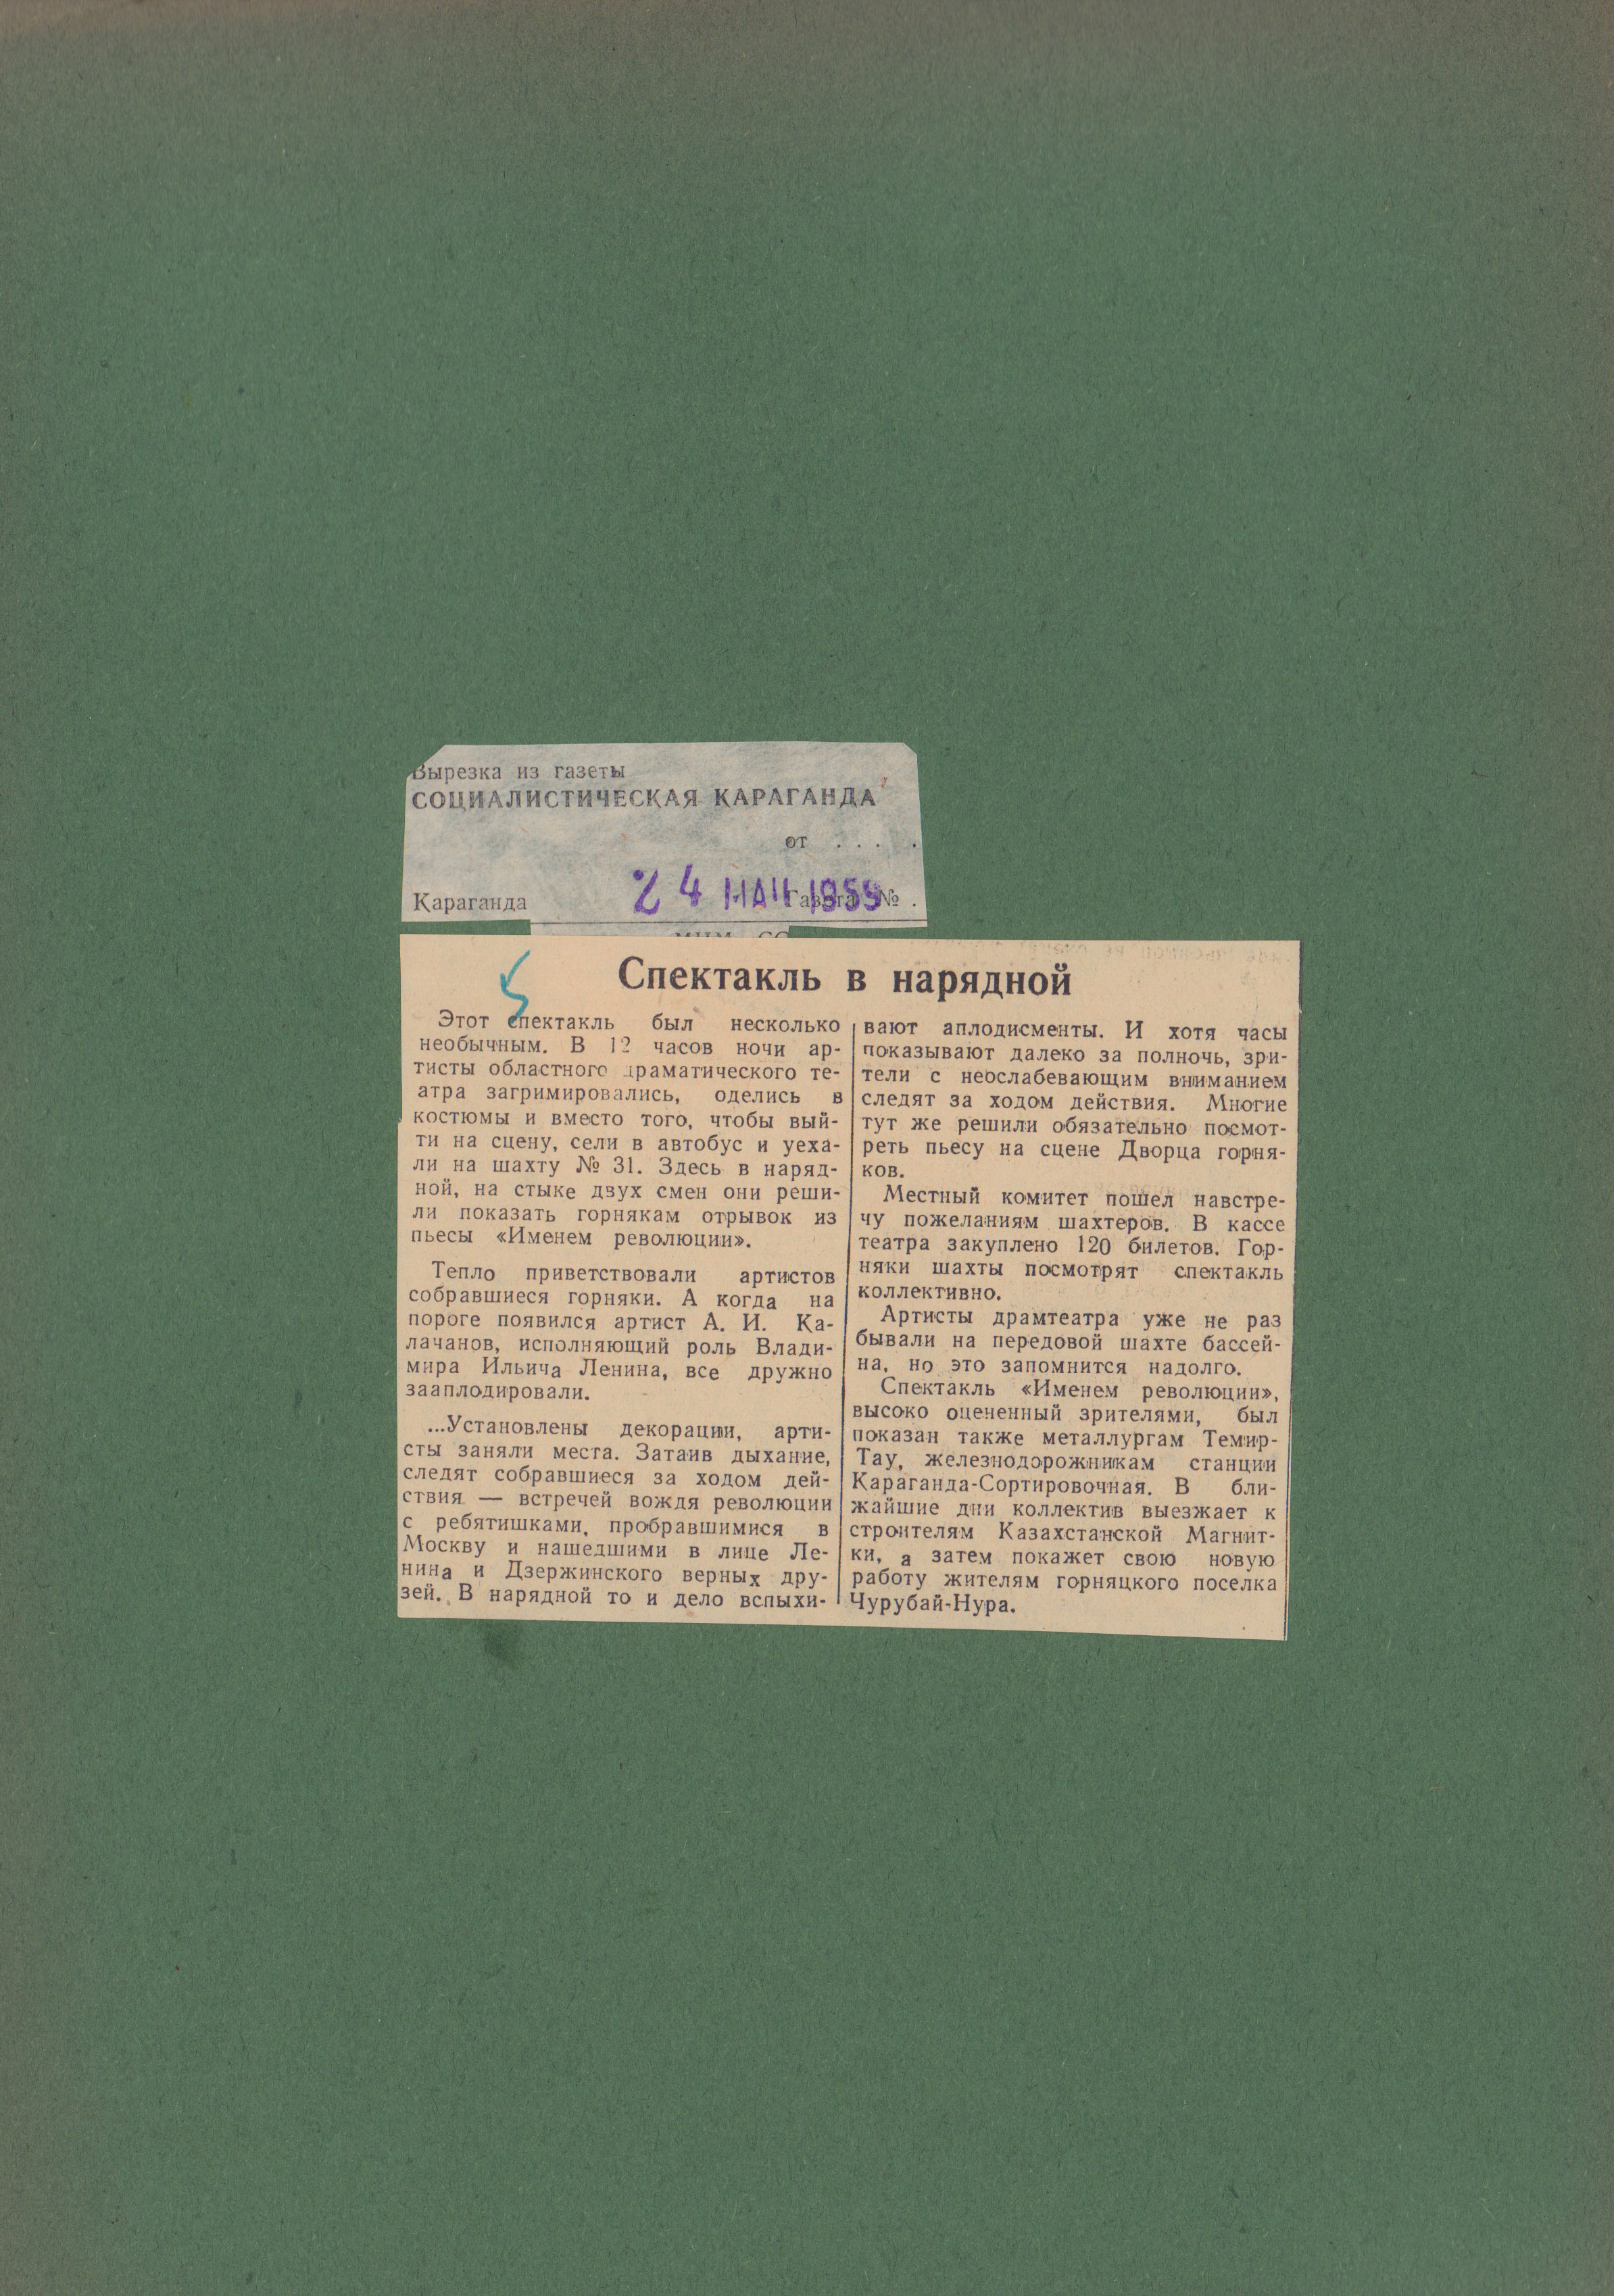 Вырезка из газеты
СОЦИАЛИСТИЧЕСКАЯ КАРАГАНДА
от . . . .
24 МАЯ 1959
Караганда Газета № .
Спектакль в нарядной
Этот спектакль был несколько
необычным. В 12 часов ночи ар-
тисты областного драматического те-
атра загримировались, оделись в
костюмы и вместо того, чтобы вый-
ти на сцену, сели в автобус и уеха-
ли на шахту № 31. Здесь в наряд-
ной, на стыке двух смен они реши-
ли показать горнякам отрывок из
пьесы «Именем революции».
Тепло приветствовали артистов
собравшиеся горняки. А когда на
пороге появился артист А. И. Ка-
лачанов, исполняющий роль Влади-
мира Ильича Ленина, все дружно
зааплодировали.
...Установлены декорации, арти-
сты заняли места. Затаив дыхание,
следят собравшиеся за ходом дей-
ствия — встречей вождя революции
с ребятишками, пробравшимися в
Москву и нашедшими в лице Ле-
нина и Дзержинского верных дру-
зей. В нарядной то и дело вспыхи-
вают аплодисменты. И хотя часы
показывают далеко за полночь, зри-
тели с неослабевающим вниманием
следят за ходом действия. Многие
тут же решили обязательно посмот-
реть пьесу на сцене Дворца горня-
ков.
Местный комитет пошел навстре-
чу пожеланиям шахтеров. В кассе
театра закуплено 120 билетов. Гор-
няки шахты посмотрят спектакль
коллективно.
Артисты драмтеатра уже не раз
бывали на передовой шахте бассей-
на, но это запомнится надолго.
Спектакль «Именем революции»,
высоко оцененный зрителями, был
показан также металлургам Темир-
Тау, железнодорожникам станции
Караганда-Сортировочная. В бли-
жайшие дни коллектив выезжает к
строителям Казахстанской Магнит-
ки, а затем покажет свою новую
работу жителям горняцкого поселка
Чурубай-Нура.